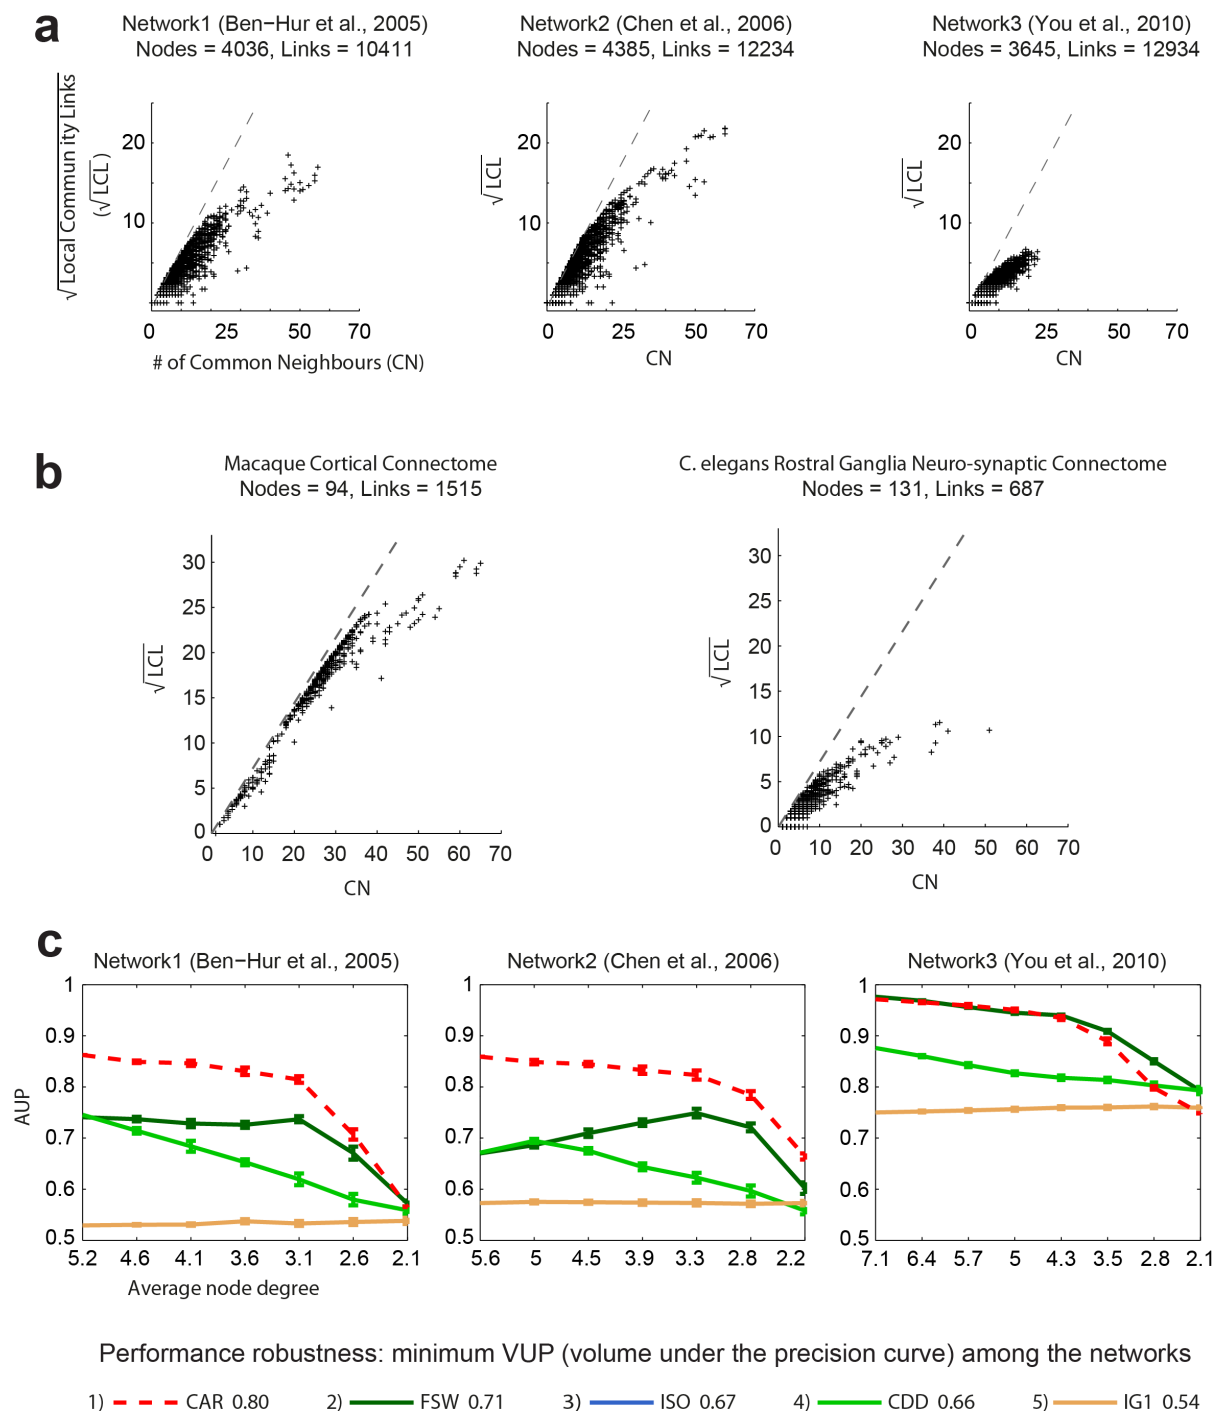 a
Network1 (Ben−Hur et al., 2005)
Nodes = 4036, Links = 10411
Network2 (Chen et al., 2006)
Nodes = 4385, Links = 12234
Network3 (You et al., 2010)
Nodes = 3645, Links = 12934
√Local Commun ity Links
(√LCL )
20
10
0 25 50 70
# of Common Neighbours (CN)
√LCL
20
10
0 25 50 70
CN
√LCL
20
10
0 25 50 70
CN
b
Macaque Cortical Connectome
Nodes = 94, Links = 1515
√LCL
30
25
20
15
10
5
0
0 10 20 30 40 50 60 70
CN
C. elegans Rostral Ganglia Neuro-synaptic Connectome
Nodes = 131, Links = 687
√LCL
30
25
20
15
10
5
0
0 10 20 30 40 50 60 70
CN
c
Network1 (Ben−Hur et al., 2005)
AUP
1
0.9
0.8
0.7
0.6
0.5
5.2 4.6 4.1 3.6 3.1 2.6 2.1
Average node degree
Network2 (Chen et al., 2006)
1
0.9
0.8
0.7
0.6
0.5
5.6 5 4.5 3.9 3.3 2.8 2.2
Network3 (You et al., 2010)
1
0.9
0.8
0.7
0.6
0.5
7.1 6.4 5.7 5 4.3 3.5 2.8 2.1
Performance robustness: minimum VUP (volume under the precision curve) among the networks
1) CAR 0.80 2) FSW 0.71 3) ISO 0.67 4) CDD 0.66 5) IG1 0.54